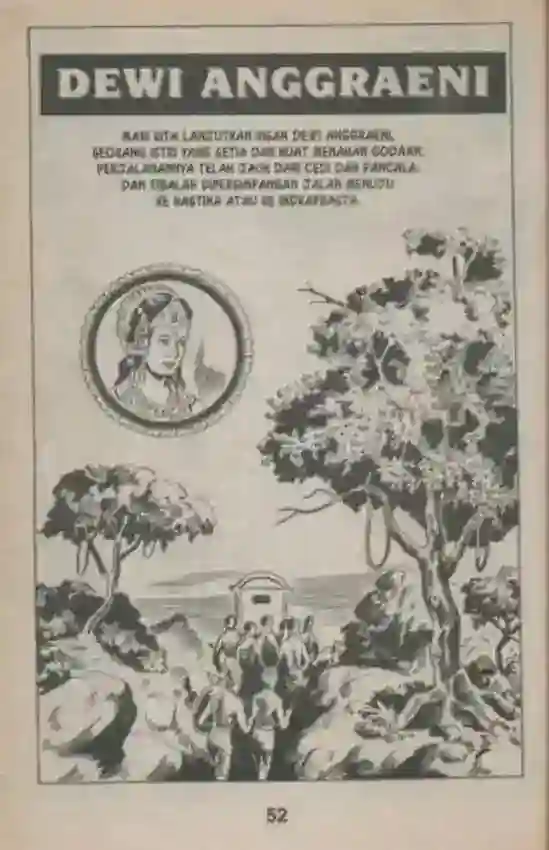 DEWI ANGGRAENI
MARI KITA LANJUTKAN DEWI ANGGRAENI,
SEORANG ISTRI YANG SETIA DAN KUAT MENAHAN GODAAN.
PERJALANANNYA TELAH JAUH DARI CEDI DAN PANCALA.
DAN TIBALAH DIPERSIMPANGAN JALAN MENUJU
KE HASTINA ATAU KE INDRAPRASTA.
52